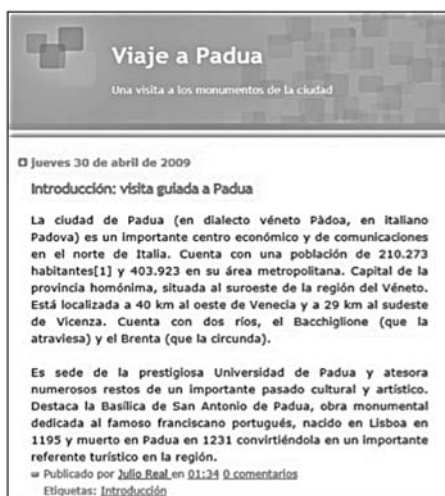 Viaje a Padua
Una visita a los monumentos de la ciudad
jueves 30 de abril de 2009
Introducción: visita guiada a Padua
La ciudad de Padua (en dialecto véneto Pàdoa, en italiano
Padova) es un importante centro económico y de comunicaciones
en el norte de Italia. Cuenta con una población de 210.273
habitantes[1] y 403.923 en su área metropolitana. Capital de la
provincia homónima, situada al suroeste de la región del Véneto.
Está localizada a 40 km al oeste de Venecia y a 29 km al sudeste
de Vicenza. Cuenta con dos ríos, el Bacchiglione (que la
atraviesa) y el Brenta (que la circunda).
Es sede de la prestigiosa Universidad de Padua y atesora
numerosos restos de un importante pasado cultural y artístico.
Destaca la Basílica de San Antonio de Padua, obra monumental
dedicada al famoso franciscano portugués, nacido en Lisboa en
1195 y muerto en Padua en 1231 convirtiéndola en un importante
referente turístico en la región.
Publicado por Julio Real en 01:34 0 comentarios
Etiquetas: Introducción